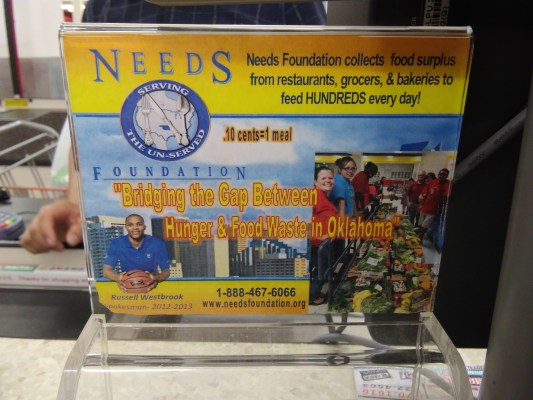 NEEDS
Needs Foundation collects food surplus
from restaurants, grocers, & bakeries to
feed HUNDREDS every day!
SERVING
THE UN-SERVED
.10 cents=1 meal
FOUNDATION
"Bridging the Gap Between
Hunger & Food Waste in Oklahoma"
Russell Westbrook
2012-2013
1-888-467-6066
www.needsfoundation.org